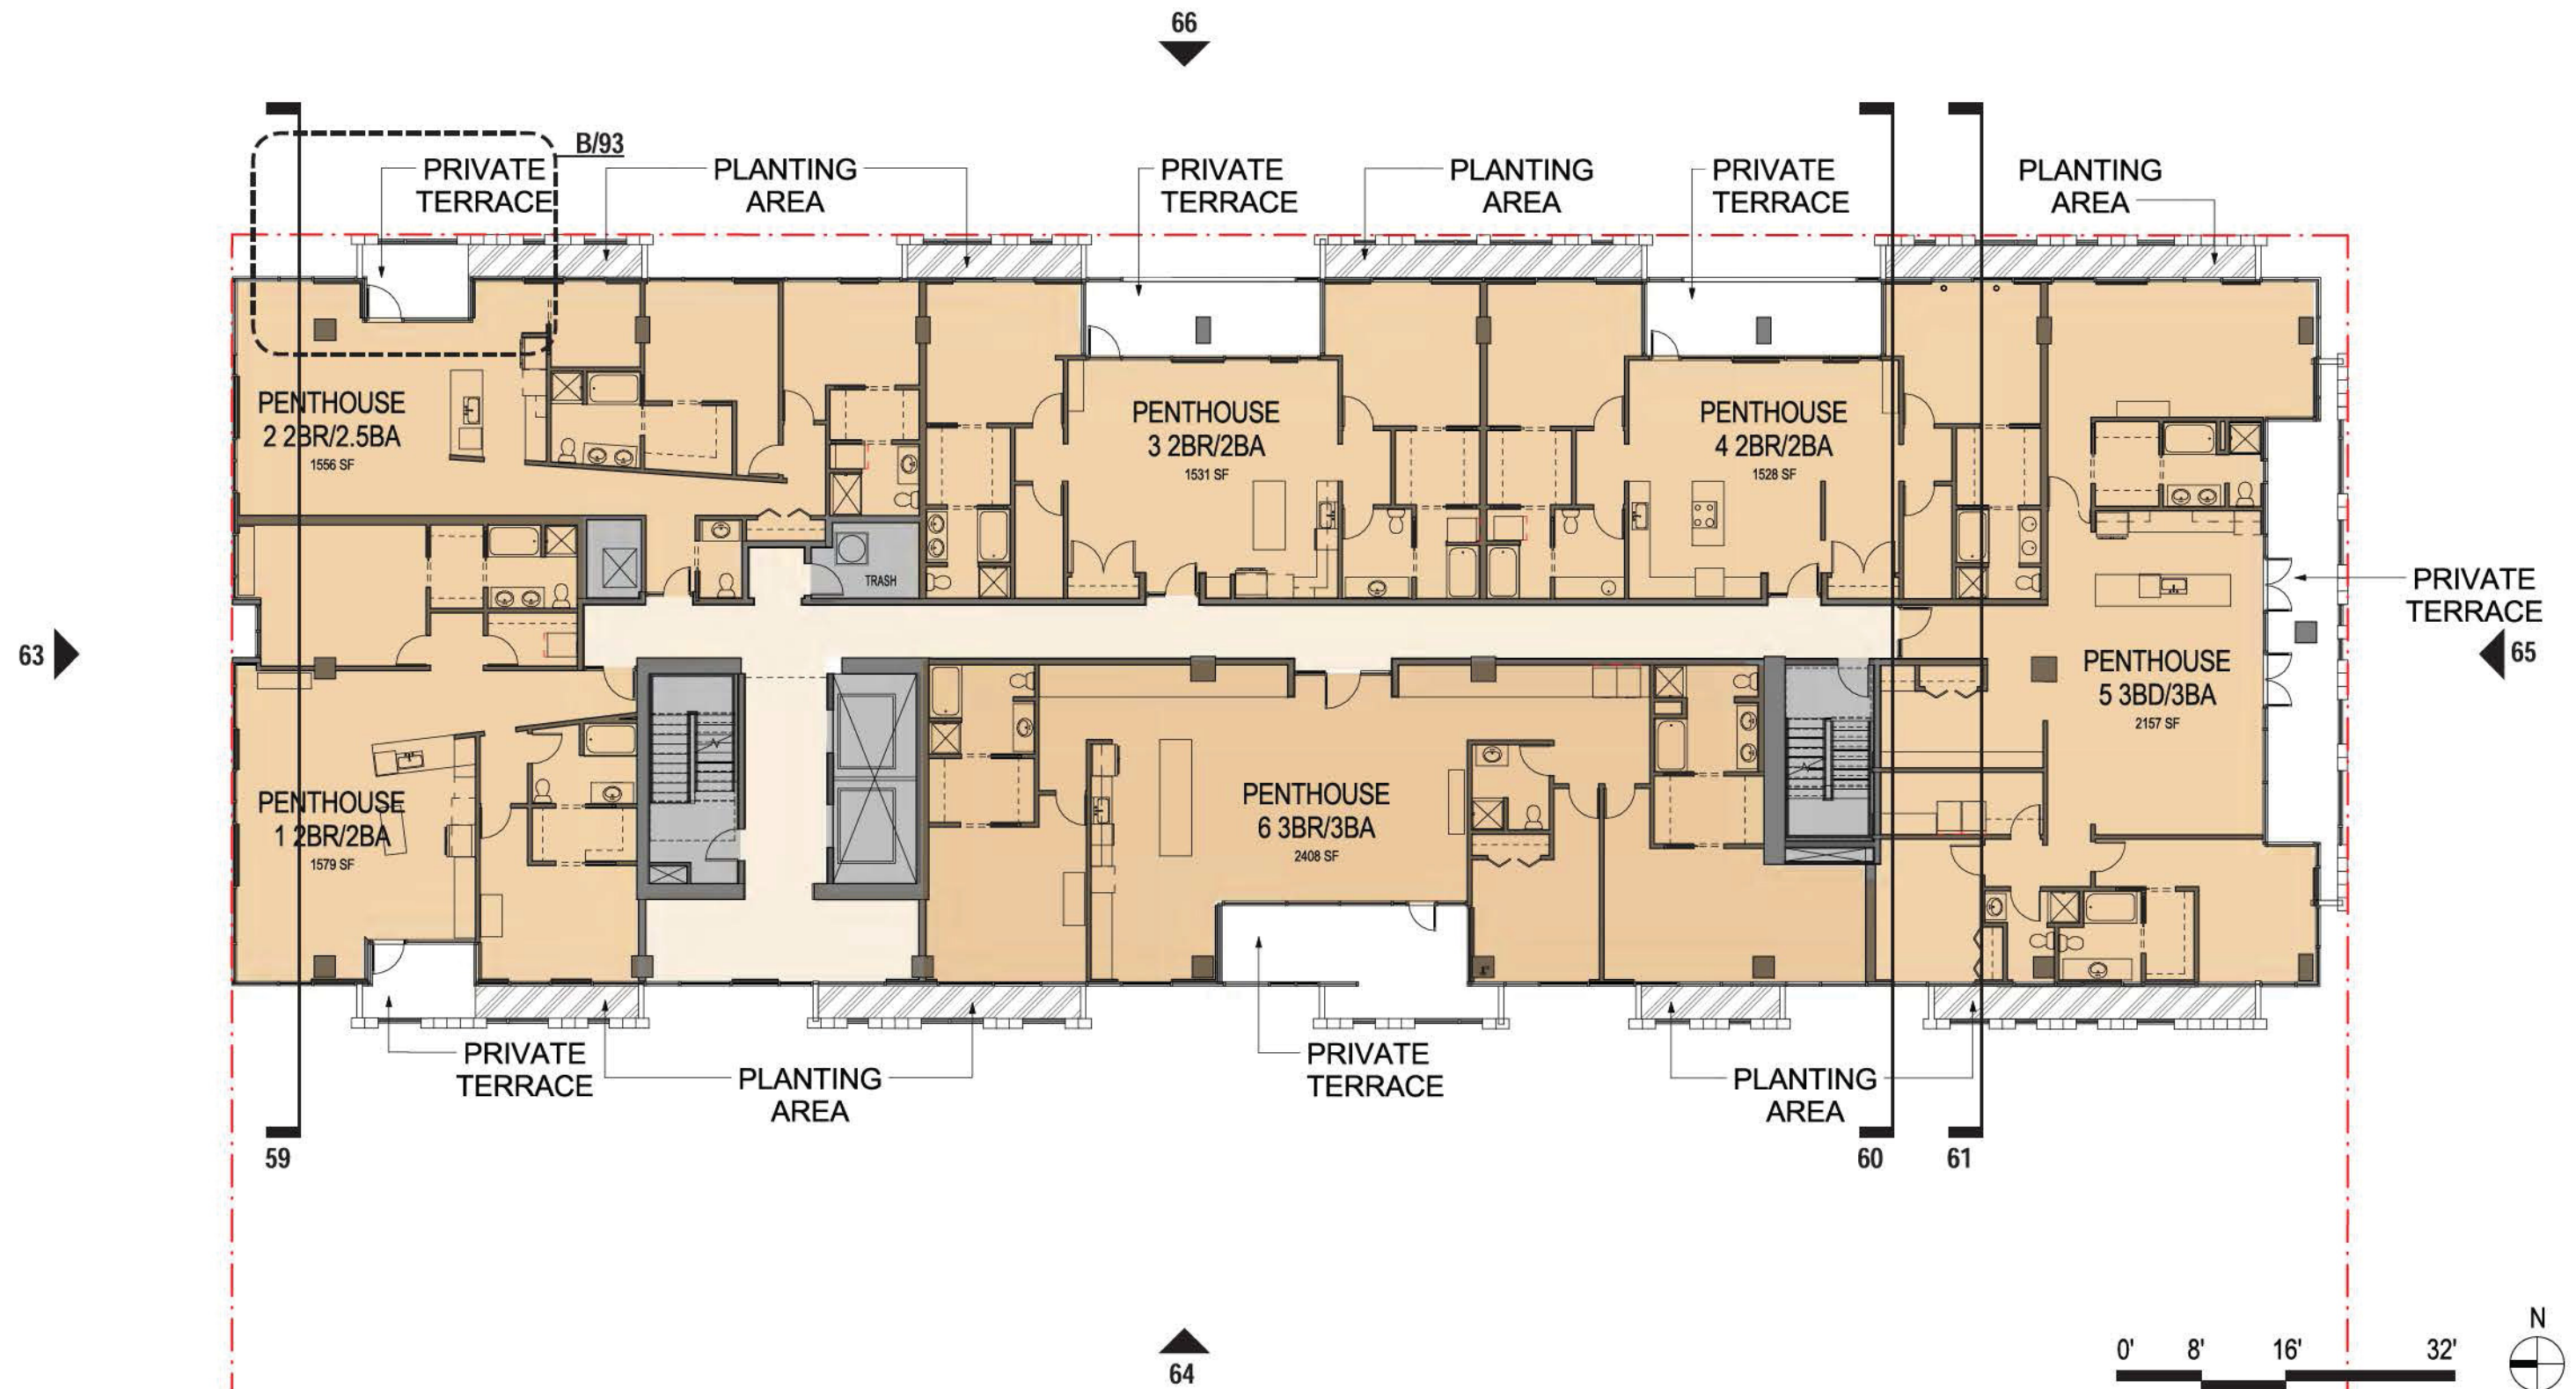 66
B/93
PRIVATE
TERRACE
PLANTING
AREA
PRIVATE
TERRACE
PLANTING
AREA
PRIVATE
TERRACE
PLANTING
AREA
PENTHOUSE
2 2BR/2.5BA
1556 SF
PENTHOUSE
3 2BR/2BA
1531 SF
PENTHOUSE
4 2BR/2BA
1528 SF
TRASH
PRIVATE
TERRACE
63
65
PENTHOUSE
5 3BD/3BA
2157 SF
PENTHOUSE
1 2BR/2BA
1579 SF
PENTHOUSE
6 3BR/3BA
2408 SF
PRIVATE
TERRACE
PLANTING
AREA
PRIVATE
TERRACE
PLANTING
AREA
59
60
61
64
0' 8' 16' 32'
N